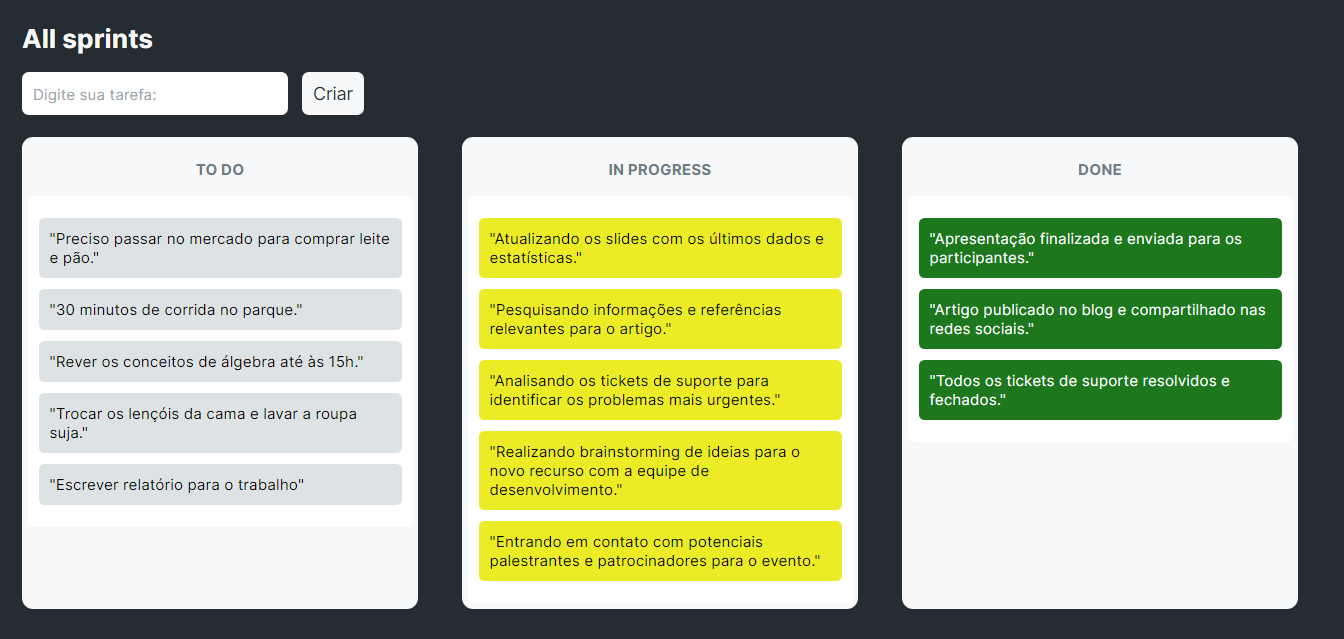 All sprints
Digite sua tarefa:
Criar
TO DO
"Preciso passar no mercado para comprar leite
e pão."
"30 minutos de corrida no parque."
"Rever os conceitos de álgebra até às 15h."
"Trocar os lençóis da cama e lavar a roupa
suja."
"Escrever relatório para o trabalho"
IN PROGRESS
"Atualizando os slides com os últimos dados e
estatísticas."
"Pesquisando informações e referências
relevantes para o artigo."
"Analisando os tickets de suporte para
identificar os problemas mais urgentes."
"Realizando brainstorming de ideias para o
novo recurso com a equipe de
desenvolvimento."
"Entrando em contato com potenciais
palestrantes e patrocinadores para o evento."
DONE
"Apresentação finalizada e enviada para os
participantes."
"Artigo publicado no blog e compartilhado nas
redes sociais."
"Todos os tickets de suporte resolvidos e
fechados."